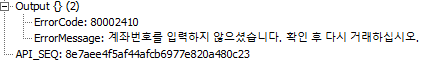 Output {} (2)
ErrorCode: 80002410
ErrorMessage: 계좌번호를 입력하지 않으셨습니다. 확인 후 다시 거래하십시오.
API_SEQ: 8e7aee4f5af44afcb6977e820a480c23